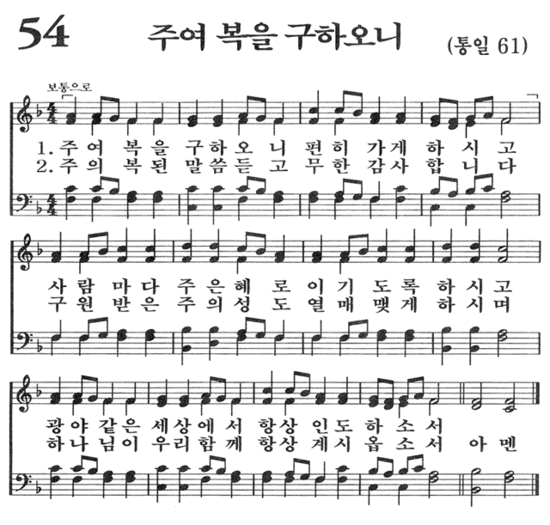 54 주여 복을 구하오니 (통일 61)
보통으로
1. 주 여 복 을 구 하 오 니 편 히 가 게 하 시 고
2. 주 의 복 된 말 씀 듣 고 무 한 감 사 합 니 다
사 람 마 다 주 은 혜 로 이 기 도 록 하 시 고
구 원 받 은 주 의 성 도 열 매 맺 게 하 시 며
광 야 같 은 세 상 에 서 항 상 인 도 하 소 서
하 나 님 이 우 리 함 께 항 상 계 시 옵 소 서 아 멘